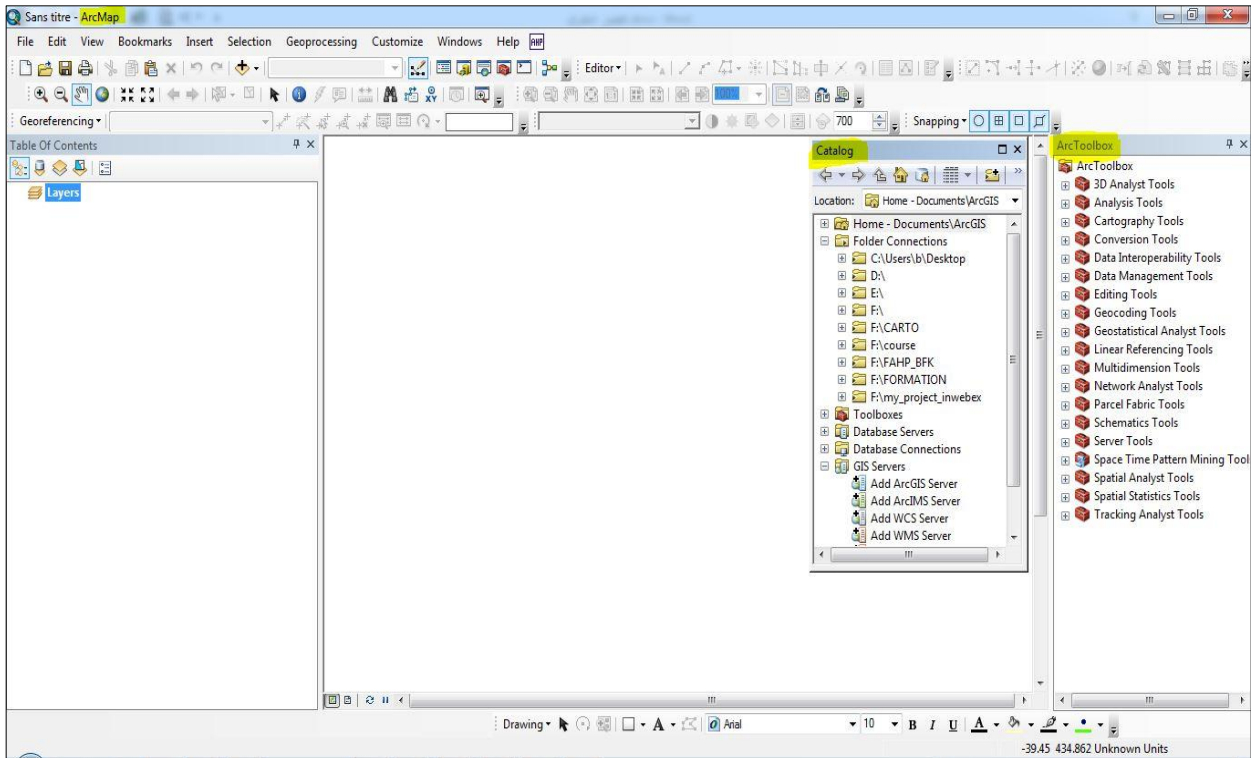 Sans titre - ArcMap
File Edit View Bookmarks Insert Selection Geoprocessing Customize Windows Help AHP
Editor
100%
Georeferencing
700
Snapping
Table Of Contents
Layers
Catalog
Location: Home - Documents\ArcGIS
Home - Documents\ArcGIS
Folder Connections
C:\Users\b\Desktop
D:\
E:\
F:\
F:\CARTO
F:\course
F:\FAHP_BFK
F:\FORMATION
F:\my_project_inwebex
Toolboxes
Database Servers
Database Connections
GIS Servers
Add ArcGIS Server
Add ArcIMS Server
Add WCS Server
Add WMS Server
ArcToolbox
ArcToolbox
3D Analyst Tools
Analysis Tools
Cartography Tools
Conversion Tools
Data Interoperability Tools
Data Management Tools
Editing Tools
Geocoding Tools
Geostatistical Analyst Tools
Linear Referencing Tools
Multidimension Tools
Network Analyst Tools
Parcel Fabric Tools
Schematics Tools
Server Tools
Space Time Pattern Mining Tool
Spatial Analyst Tools
Spatial Statistics Tools
Tracking Analyst Tools
Drawing A Arial 10 B I U A
-39.45 434.862 Unknown Units